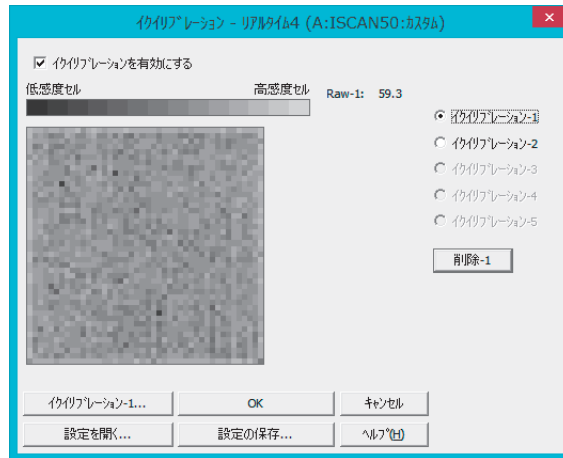 イクイリブレーション - リアルタイム4 (A:ISCAN50:カスタム)
イクイリブレーションを有効にする
低感度セル 高感度セル Raw-1: 59.3
イクイリブレーション-1
イクイリブレーション-2
イクイリブレーション-3
イクイリブレーション-4
イクイリブレーション-5
削除-1
イクイリブレーション-1... OK キャンセル
設定を開く... 設定の保存... ヘルプ(H)